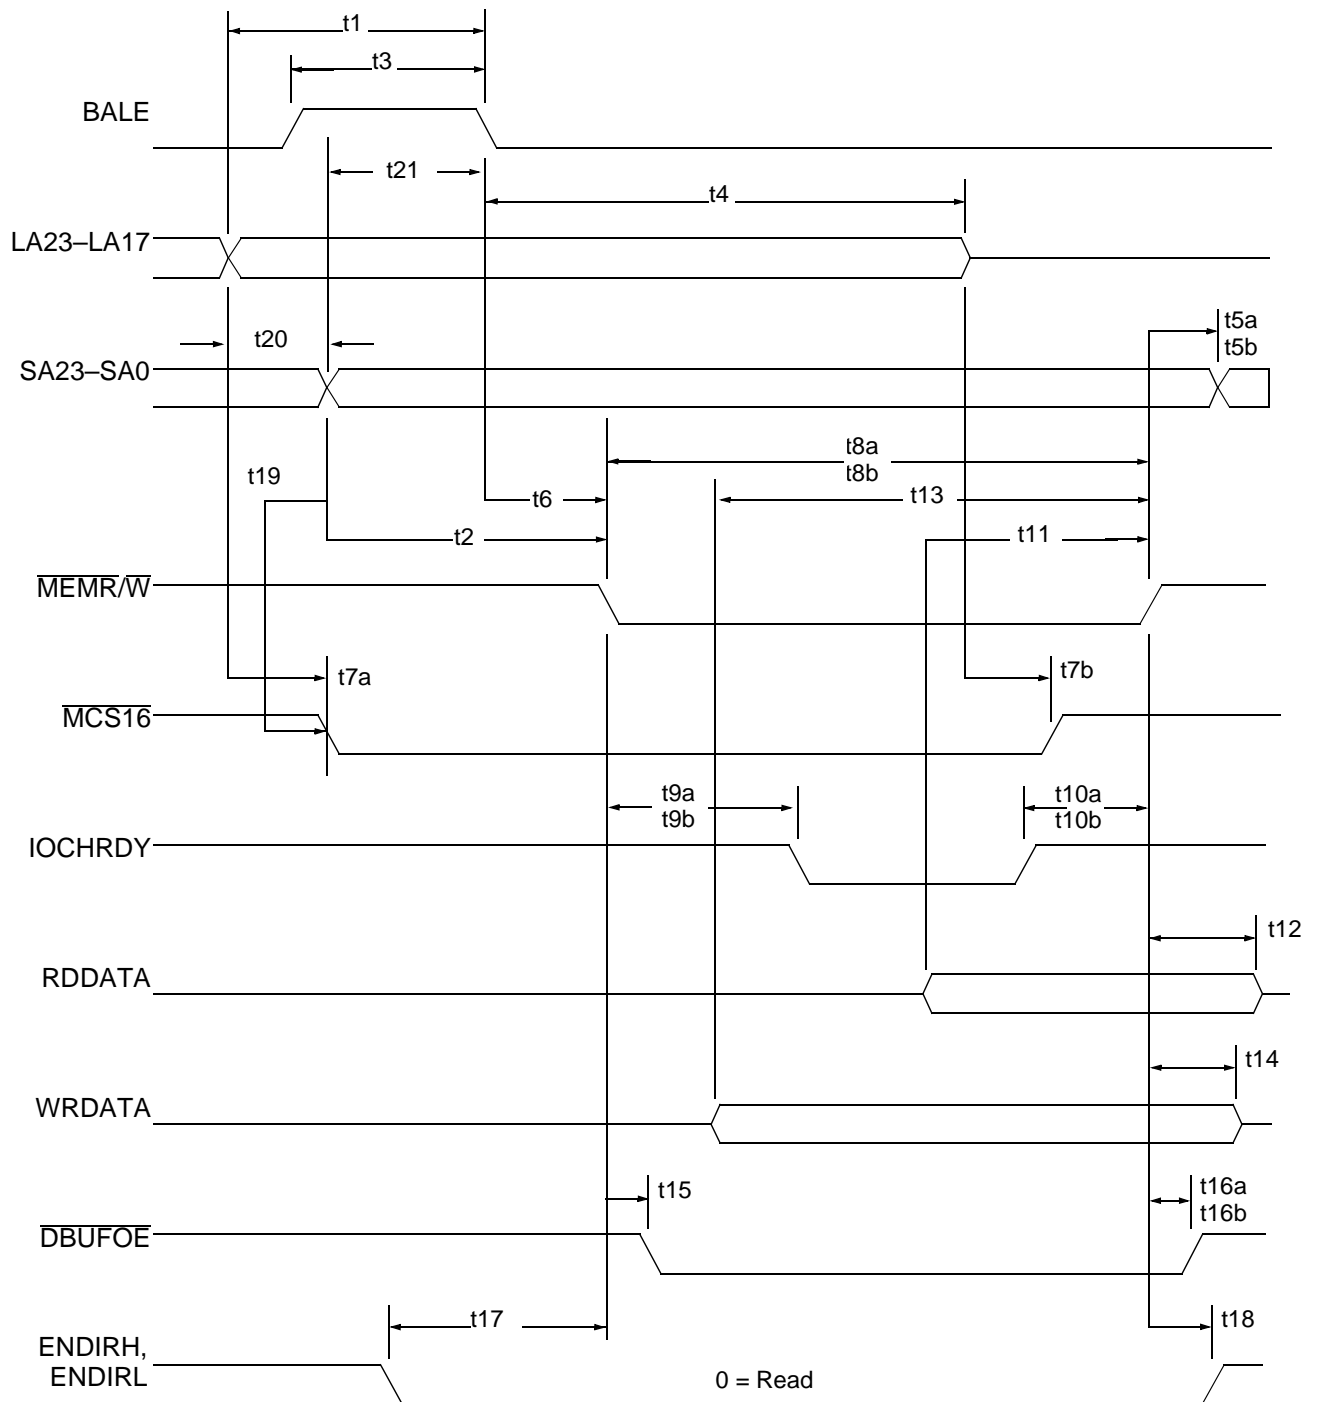 t1
t3
BALE
t21
t4
LA23–LA17
t20
t5a
t5b
SA23–SA0
t8a
t8b
t19
t13
t6
t2
t11
MEMR/W
t7a
t7b
MCS16
t9a
t9b
t10a
t10b
IOCHRDY
t12
RDDATA
t14
WRDATA
t15
t16a
t16b
DBUFOE
t17
t18
ENDIRH,
ENDIRL
0 = Read